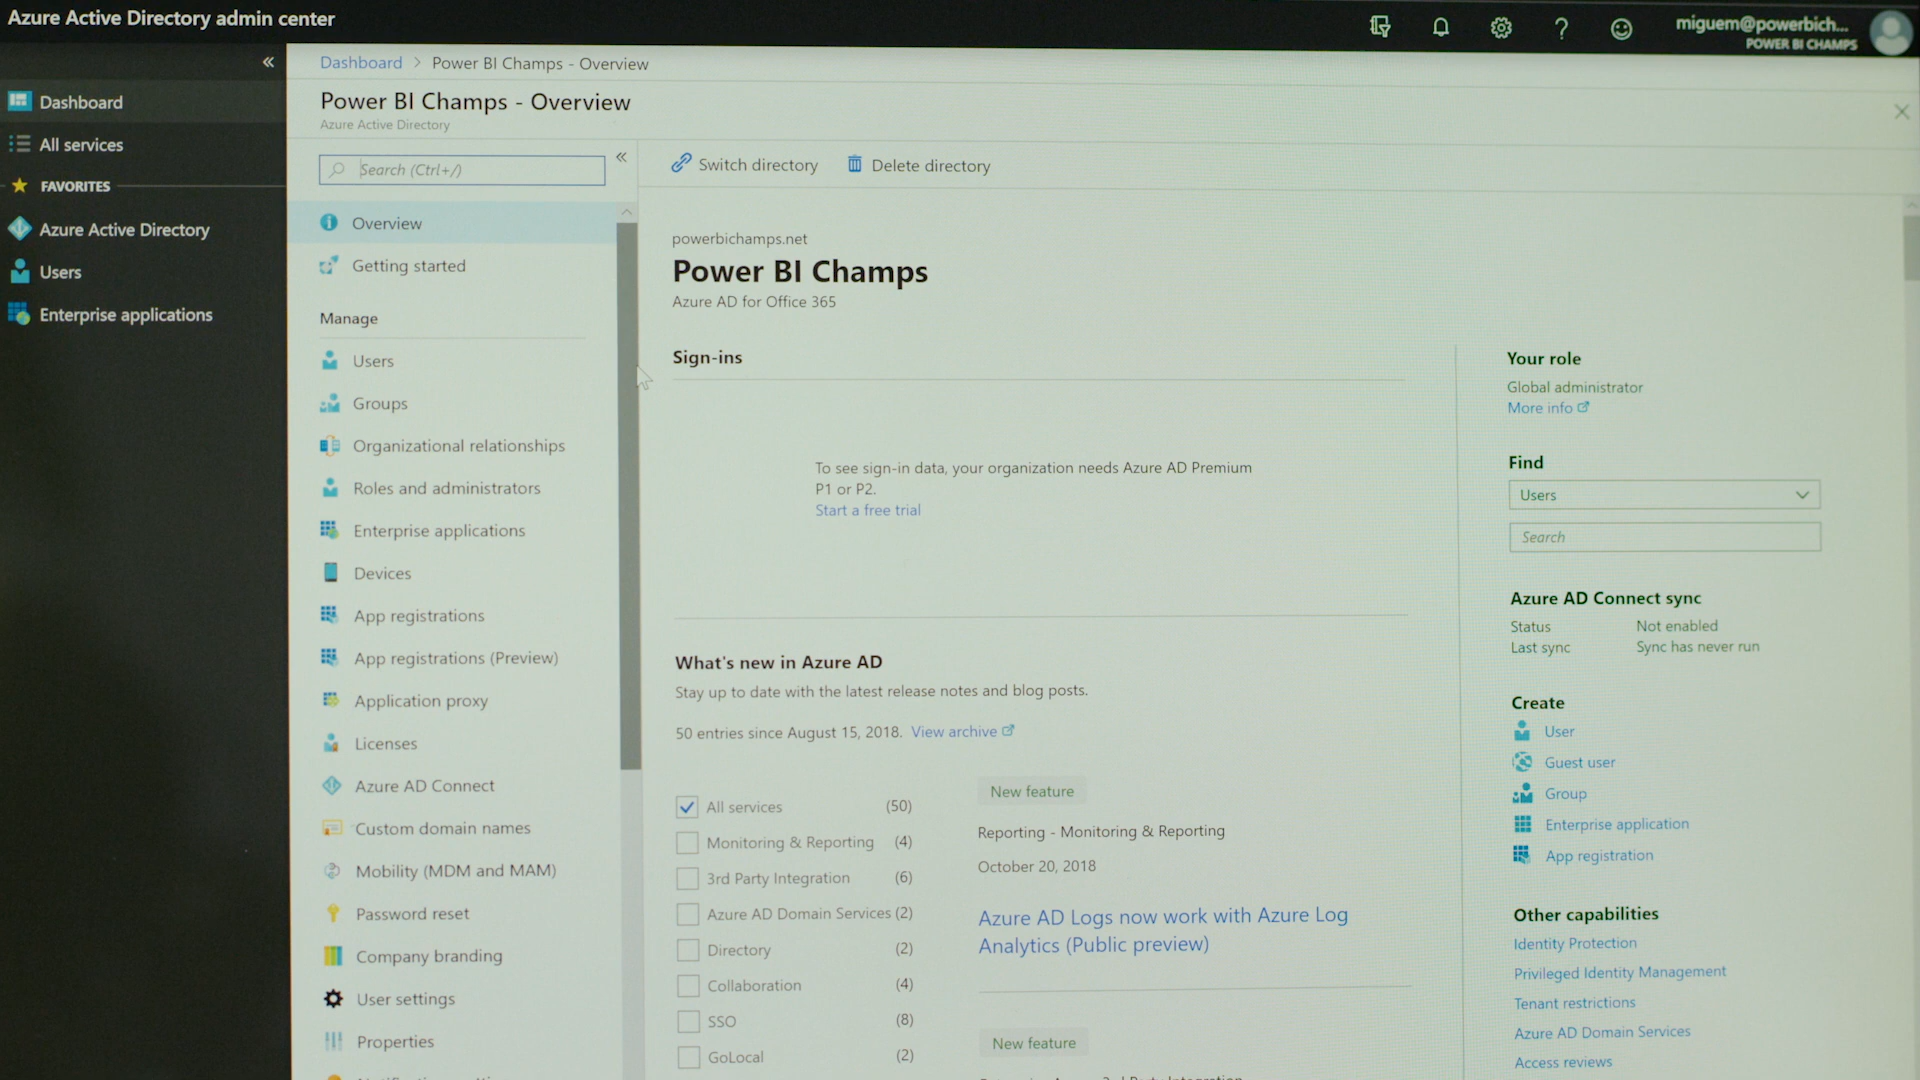 Azure Active Directory admin center
miguem@powerbich...
POWER BI CHAMPS
Dashboard
All services
FAVORITES
Azure Active Directory
Users
Enterprise applications
Dashboard > Power BI Champs - Overview
Power BI Champs - Overview
Azure Active Directory
Search (Ctrl+/)
Overview
Getting started
Manage
Users
Groups
Organizational relationships
Roles and administrators
Enterprise applications
Devices
App registrations
App registrations (Preview)
Application proxy
Licenses
Azure AD Connect
Custom domain names
Mobility (MDM and MAM)
Password reset
Company branding
User settings
Properties
Switch directory
Delete directory
powerbichamps.net
Power BI Champs
Azure AD for Office 365
Sign-ins
To see sign-in data, your organization needs Azure AD Premium
P1 or P2.
Start a free trial
What's new in Azure AD
Stay up to date with the latest release notes and blog posts.
50 entries since August 15, 2018. View archive
All services (50)
Monitoring & Reporting (4)
3rd Party Integration (6)
Azure AD Domain Services (2)
Directory (2)
Collaboration (4)
SSO (8)
GoLocal (2)
New feature
Reporting - Monitoring & Reporting
October 20, 2018
Azure AD Logs now work with Azure Log
Analytics (Public preview)
New feature
Your role
Global administrator
More info
Find
Users
Search
Azure AD Connect sync
Status Not enabled
Last sync Sync has never run
Create
User
Guest user
Group
Enterprise application
App registration
Other capabilities
Identity Protection
Privileged Identity Management
Tenant restrictions
Azure AD Domain Services
Access reviews